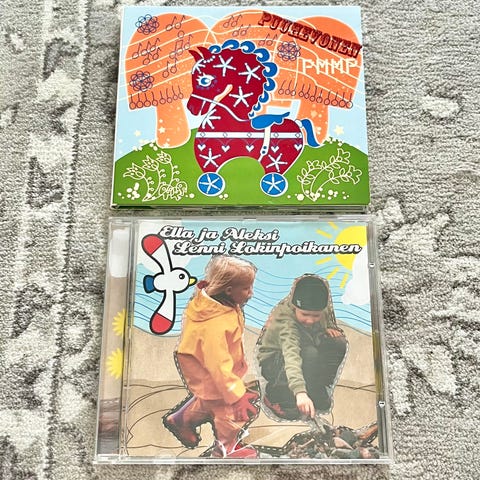 PUUHEVONEN
PMMP
Ella ja Aleksi
Lenni Lokinpoikanen